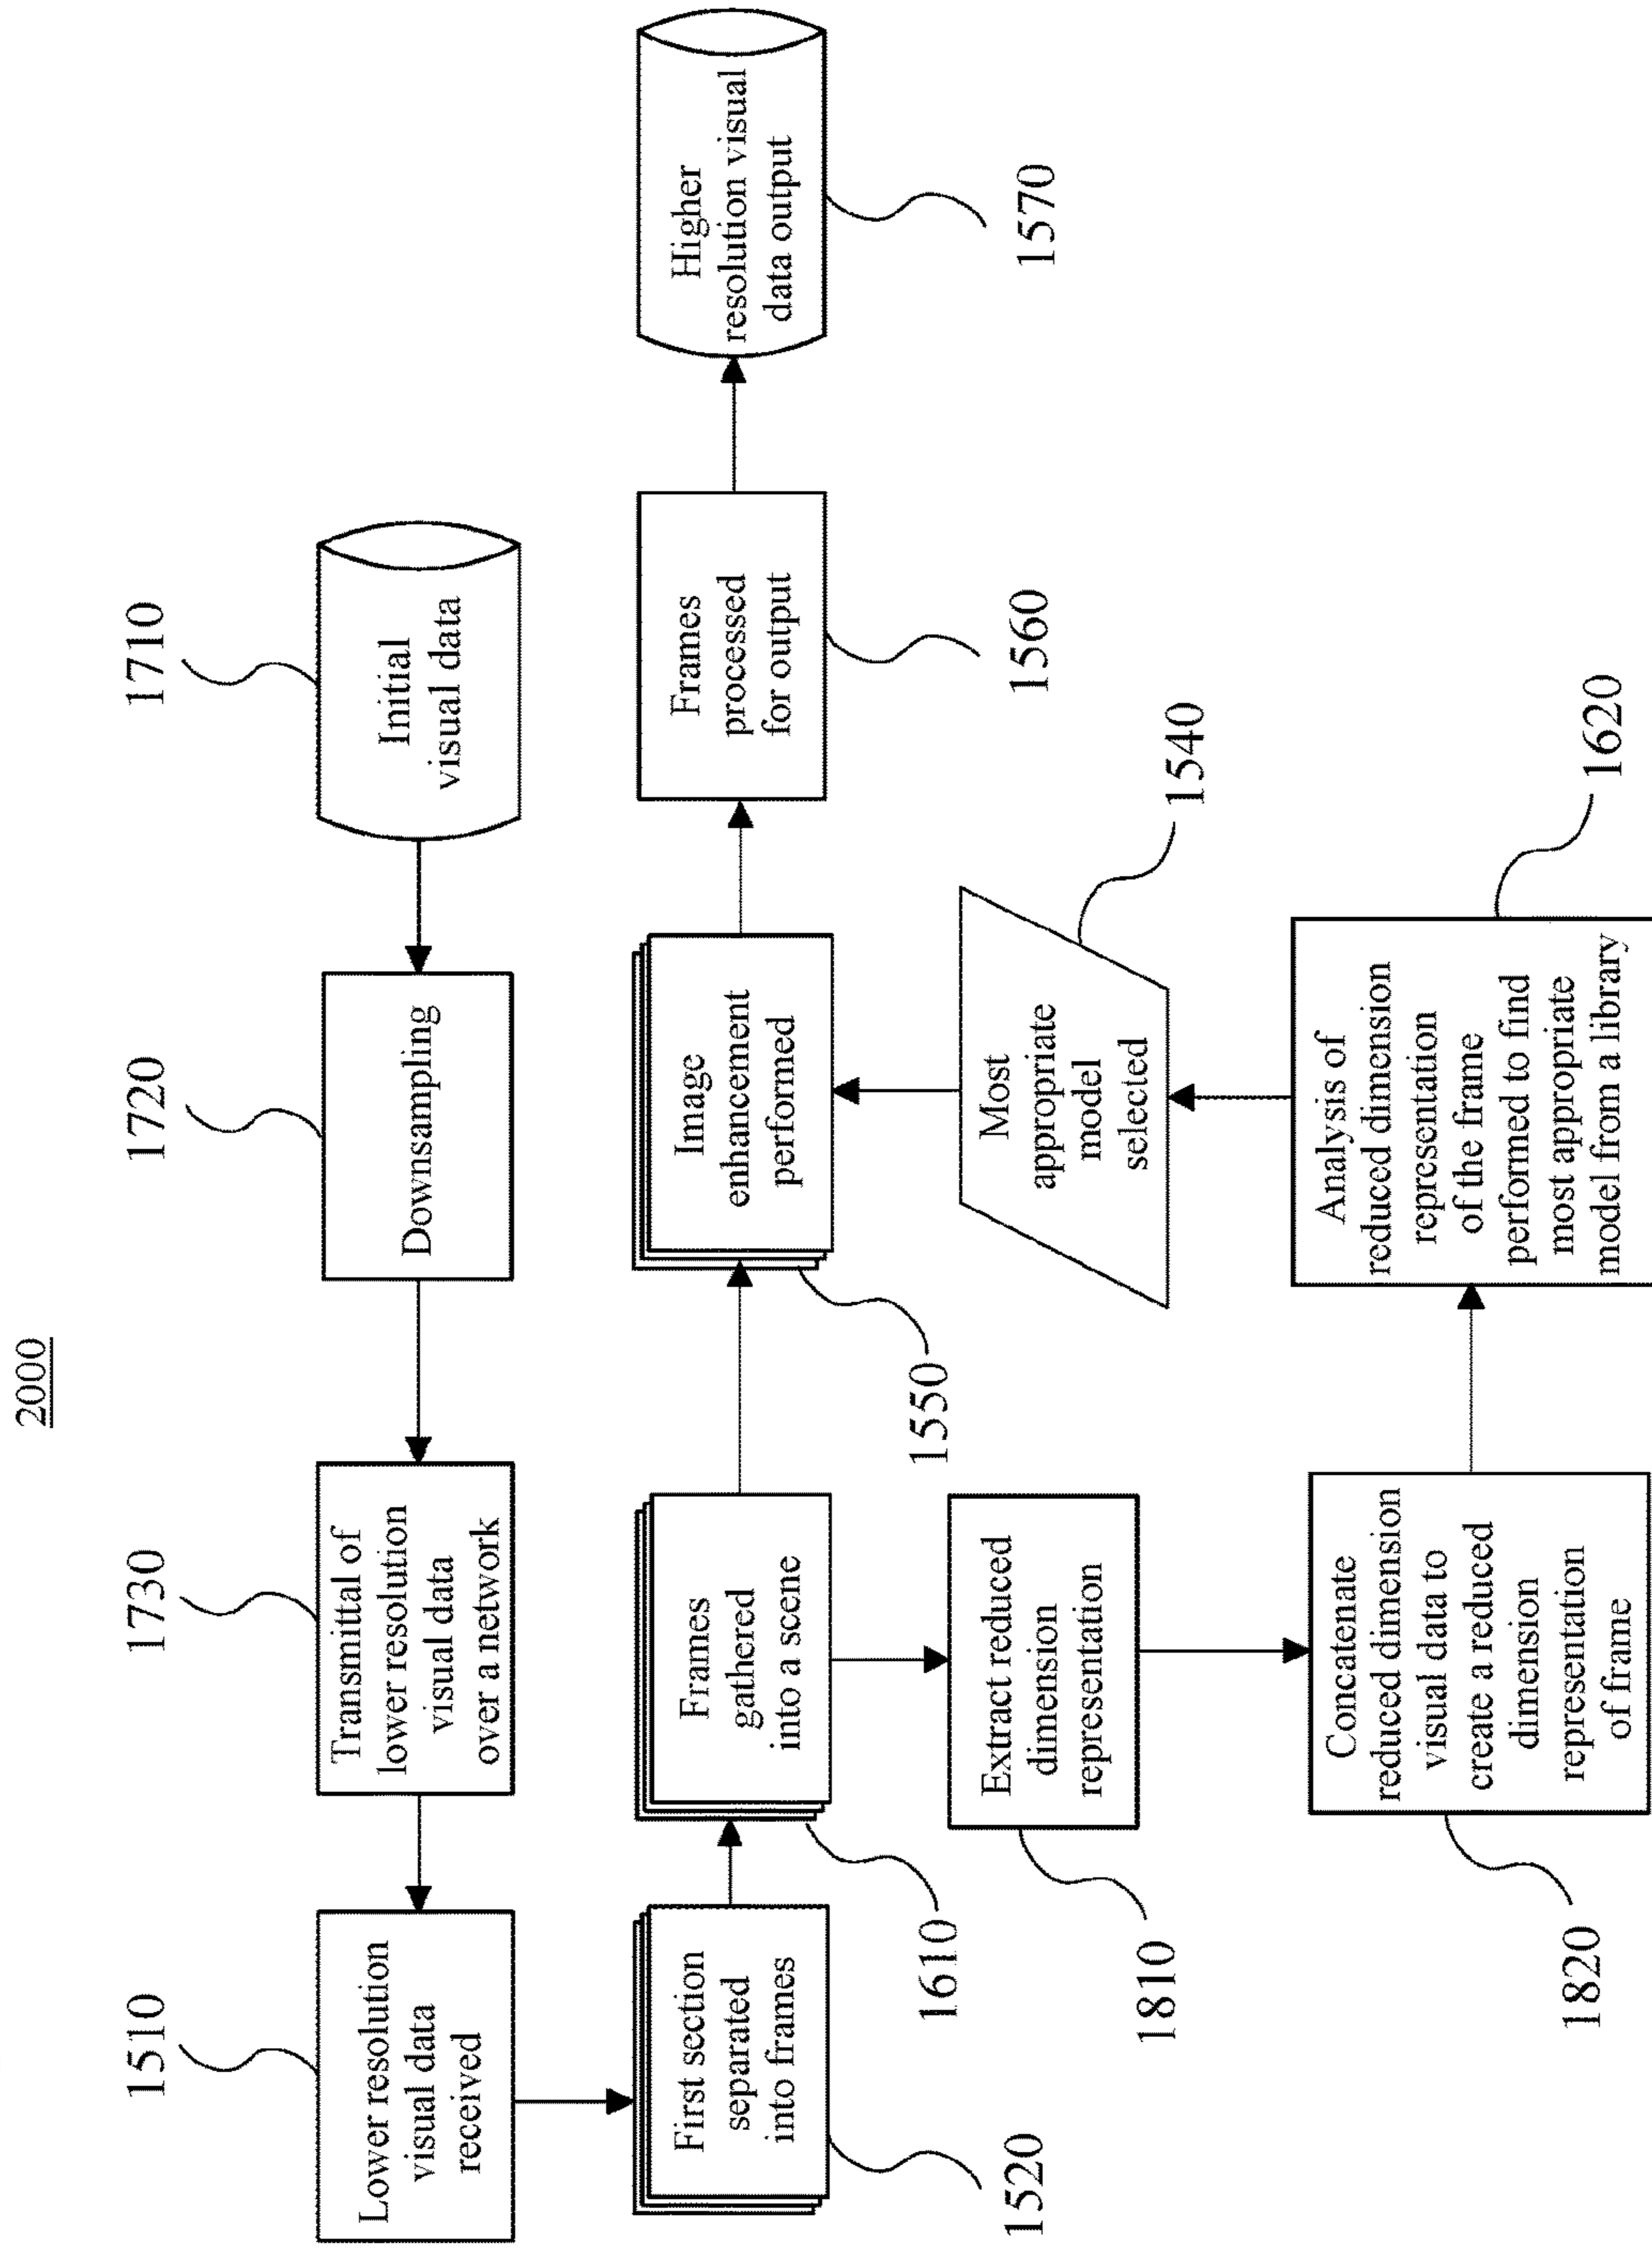 2000
1510
1730
1720
1710
Lower resolution
visual data
received
Transmittal of
lower resolution
visual data
over a network
Downsampling
Initial
visual data
First section
separated
into frames
Frames
gathered
into a scene
Image
enhancement
performed
Frames
processed
for output
Higher
resolution visual
data output
1520
1610
1550
1560
1570
Extract reduced
dimension
representation
Most
appropriate
model
selected
1810
1540
Concatenate
reduced dimension
visual data to
create a reduced
dimension
representation
of frame
Analysis of
reduced dimension
representation
of the frame
performed to find
most appropriate
model from a library
1820
1620